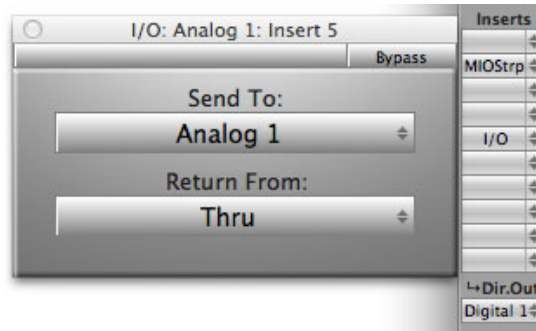 I/O: Analog 1: Insert 5
Bypass
Send To:
Analog 1
Return From:
Thru
Inserts
MIOStrp
I/O
↳Dir.Out
Digital 1